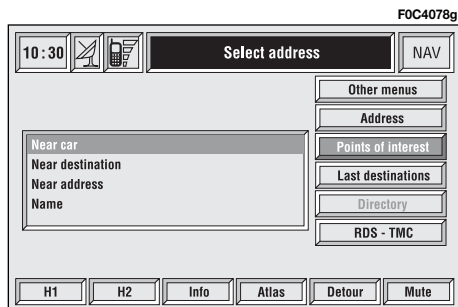 F0C4078g
10:30 Select address NAV
Other menus
Address
Near car
Points of interest
Near destination
Last destinations
Near address
Name
Directory
RDS - TMC
H1 H2 Info Atlas Detour Mute